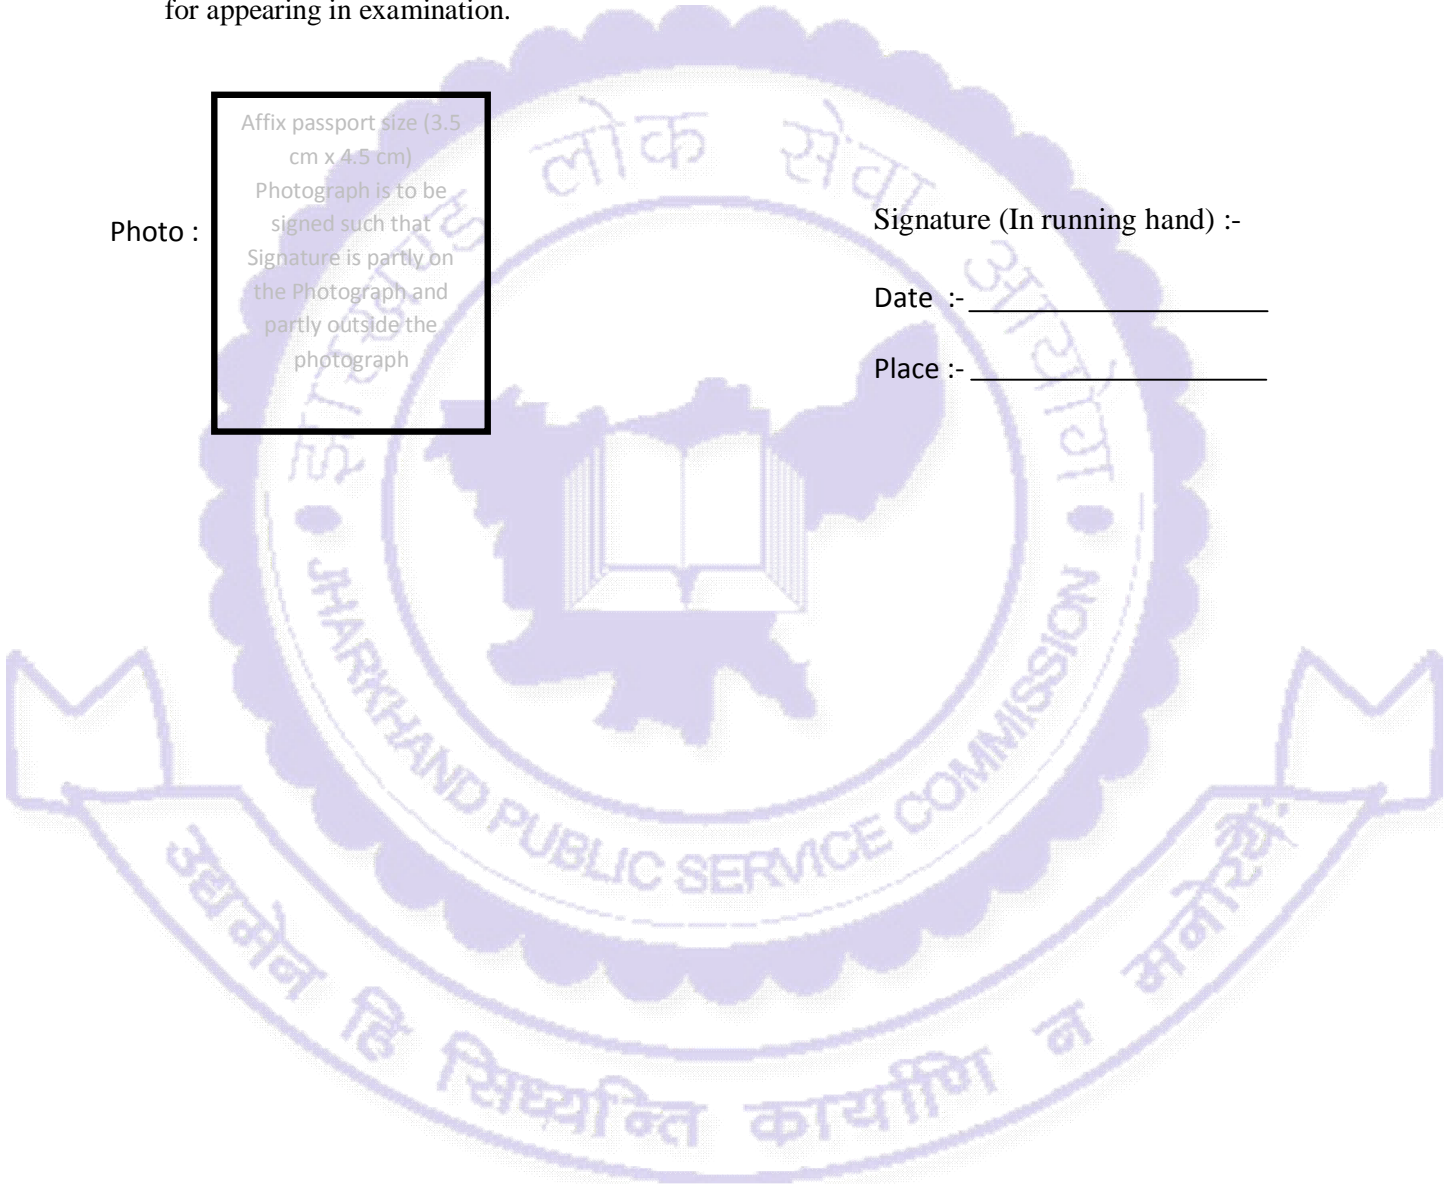 for appearing in examination.
Affix passport size (3.5
cm x 4.5 cm)
Photograph is to be
signed such that
Signature is partly on
the Photograph and
partly outside the
photograph
Photo :
Signature (In running hand) :-
Date :-
Place :-
झारखण्ड लोक सेवा आयोग
JHARKHAND PUBLIC SERVICE COMMISSION
उद्यमेन हि सिध्यन्ति कार्याणि न मनोरथैः